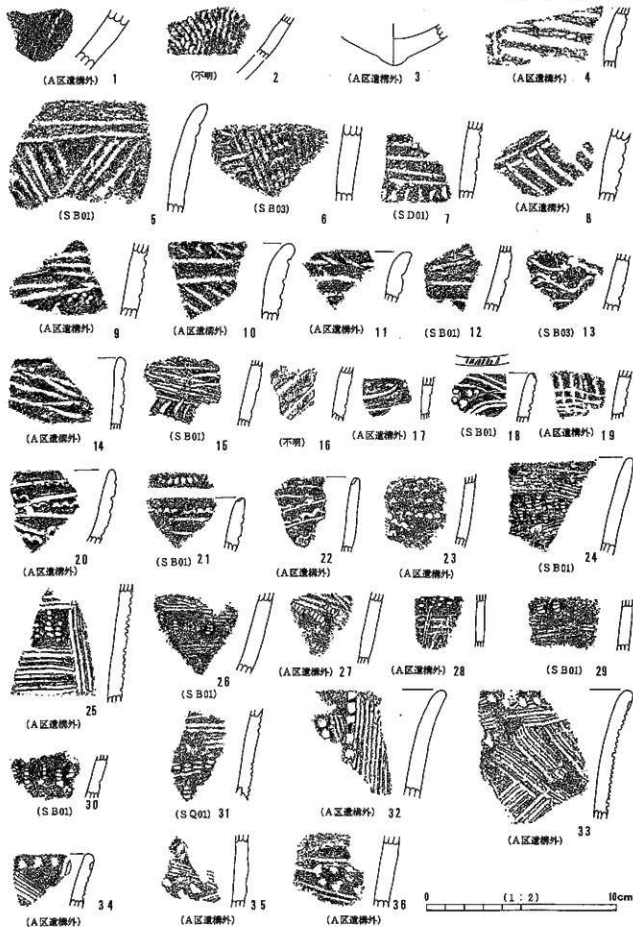 1 2 3 4
(A区遺構外) (不明) (A区遺構外) (A区遺構外)
5 6 7 8
(SB01) (SB03) (SD01) (A区遺構外)
9 10 11 12 13
(A区遺構外) (A区遺構外) (A区遺構外) (SB01) (SB03)
14 15 16 17 18 19
(A区遺構外) (SB01) (不明) (A区遺構外) (SB01) (A区遺構外)
20 21 22 23 24
(A区遺構外) (SB01) (A区遺構外) (A区遺構外) (SB01)
25 26 27 28 29
(A区遺構外) (SB01) (A区遺構外) (A区遺構外) (SB01)
30 31 32 33
(SB01) (SQ01) (A区遺構外) (A区遺構外)
34 35 36
(A区遺構外) (A区遺構外) (A区遺構外)
0 (1:2) 10cm